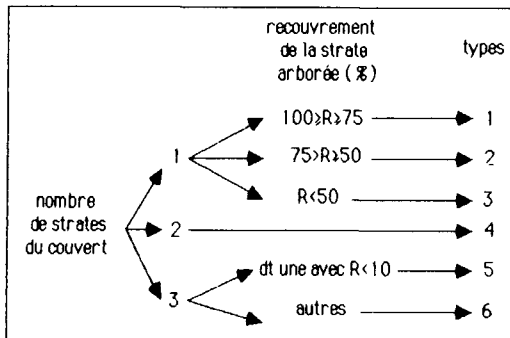 recouvrement
de la strate
arborée (%)
types
100⩾R⩾75
1
1
75>R⩾50
2
R<50
3
nombre
de strates
du couvert
2
4
3
dt une avec R<10
5
autres
6